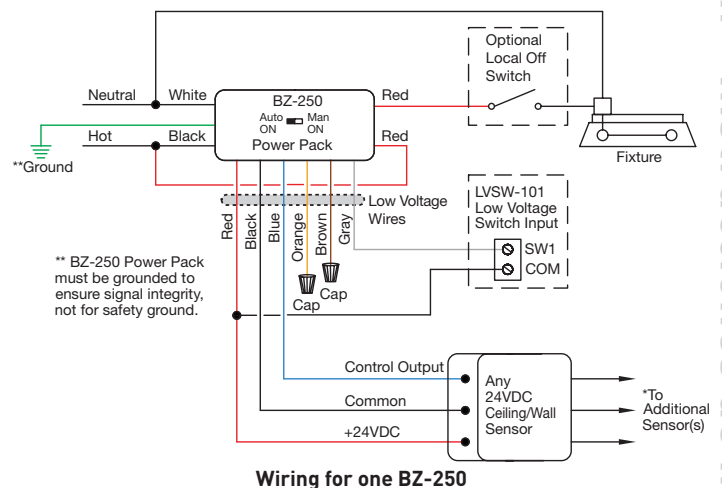 Optional
Local Off
Switch
Neutral
White
BZ-250
Auto
ON
Man
ON
Power Pack
Red
Hot
Black
Red
**Ground
Fixture
Low Voltage
Wires
Red
Black
Blue
Orange
Brown
Gray
LVSW-101
Low Voltage
Switch Input
SW1
COM
** BZ-250 Power Pack
must be grounded to
ensure signal integrity,
not for safety ground.
Cap
Cap
Control Output
Common
+24VDC
Any
24VDC
Ceiling/Wall
Sensor
*To
Additional
Sensor(s)
Wiring for one BZ-250